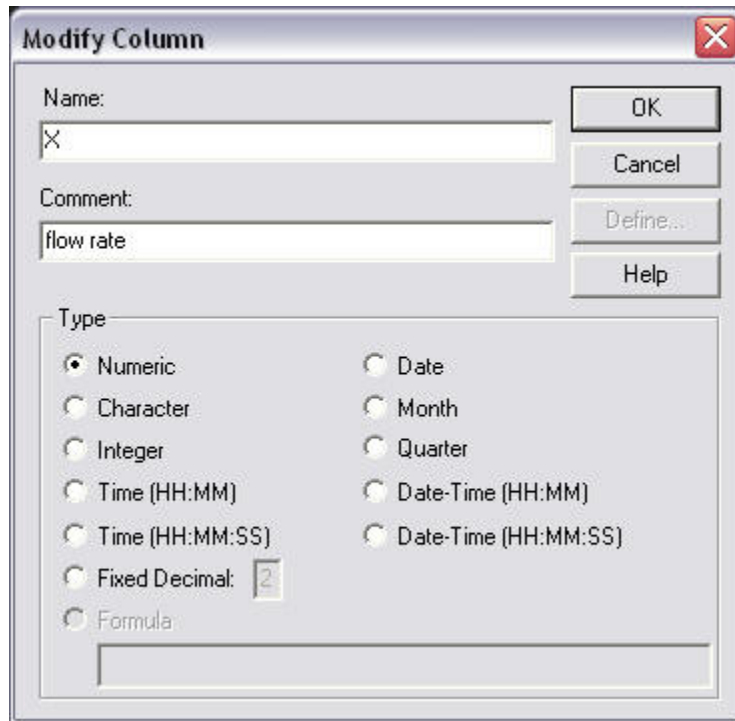 Modify Column
Name:
OK
X
Cancel
Comment:
Define...
flow rate
Help
Type
Numeric
Date
Character
Month
Integer
Quarter
Time (HH:MM)
Date-Time (HH:MM)
Time (HH:MM:SS)
Date-Time (HH:MM:SS)
Fixed Decimal: 2
Formula